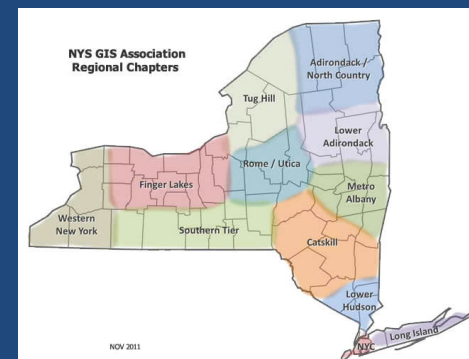 NYS GIS Association
Regional Chapters
Adirondack /
North Country
Tug Hill
Lower
Adirondack
Rome / Utica
Finger Lakes
Metro
Albany
Western
New York
Southern Tier
Catskill
Lower
Hudson
Long Island
NYC
NOV 2011